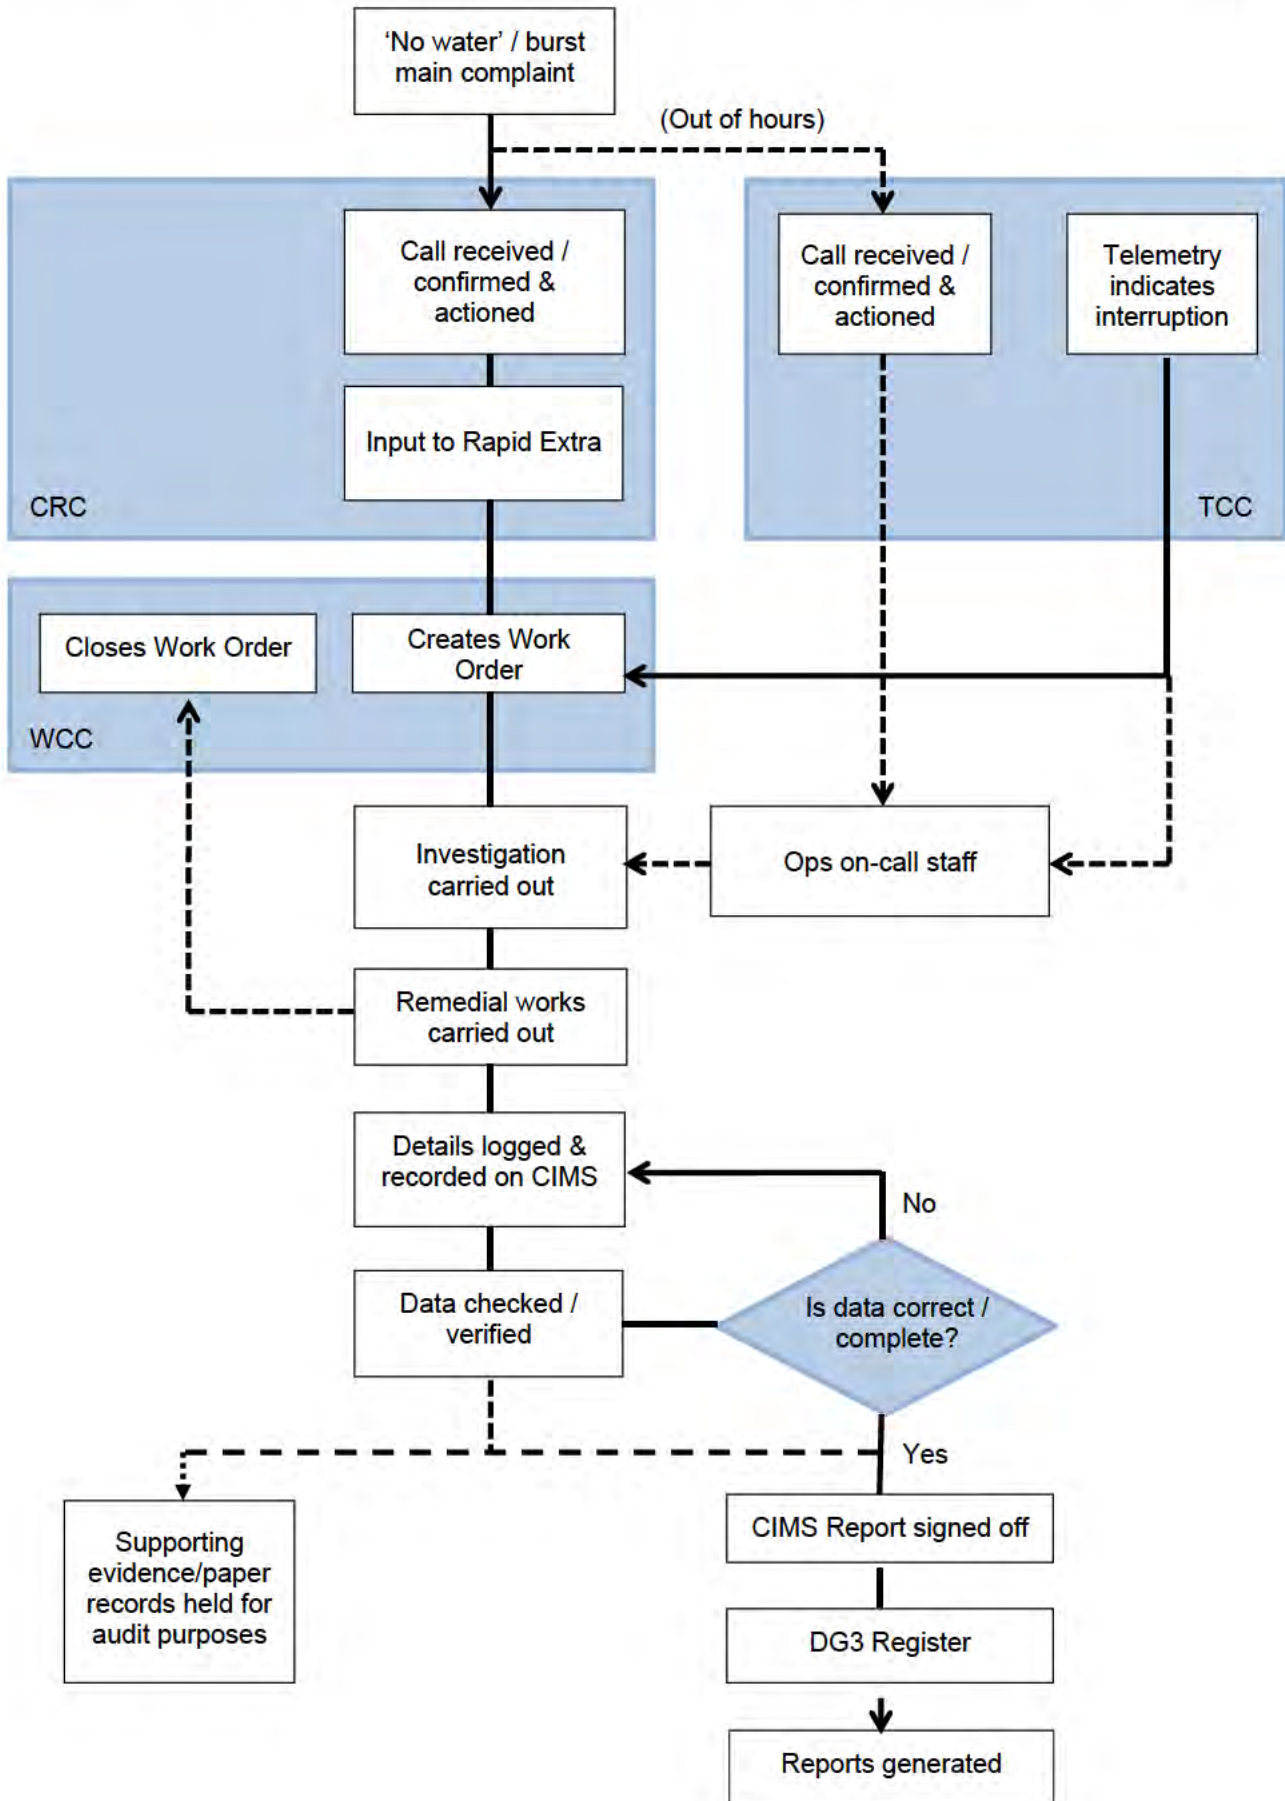 ‘No water’ / burst
main complaint
(Out of hours)
Call received /
confirmed &
actioned
Call received /
confirmed &
actioned
Telemetry
indicates
interruption
Input to Rapid Extra
CRC
TCC
Closes Work Order
Creates Work
Order
WCC
Investigation
carried out
Ops on-call staff
Remedial works
carried out
Details logged &
recorded on CIMS
No
Data checked /
verified
Is data correct /
complete?
Yes
Supporting
evidence/paper
records held for
audit purposes
CIMS Report signed off
DG3 Register
Reports generated